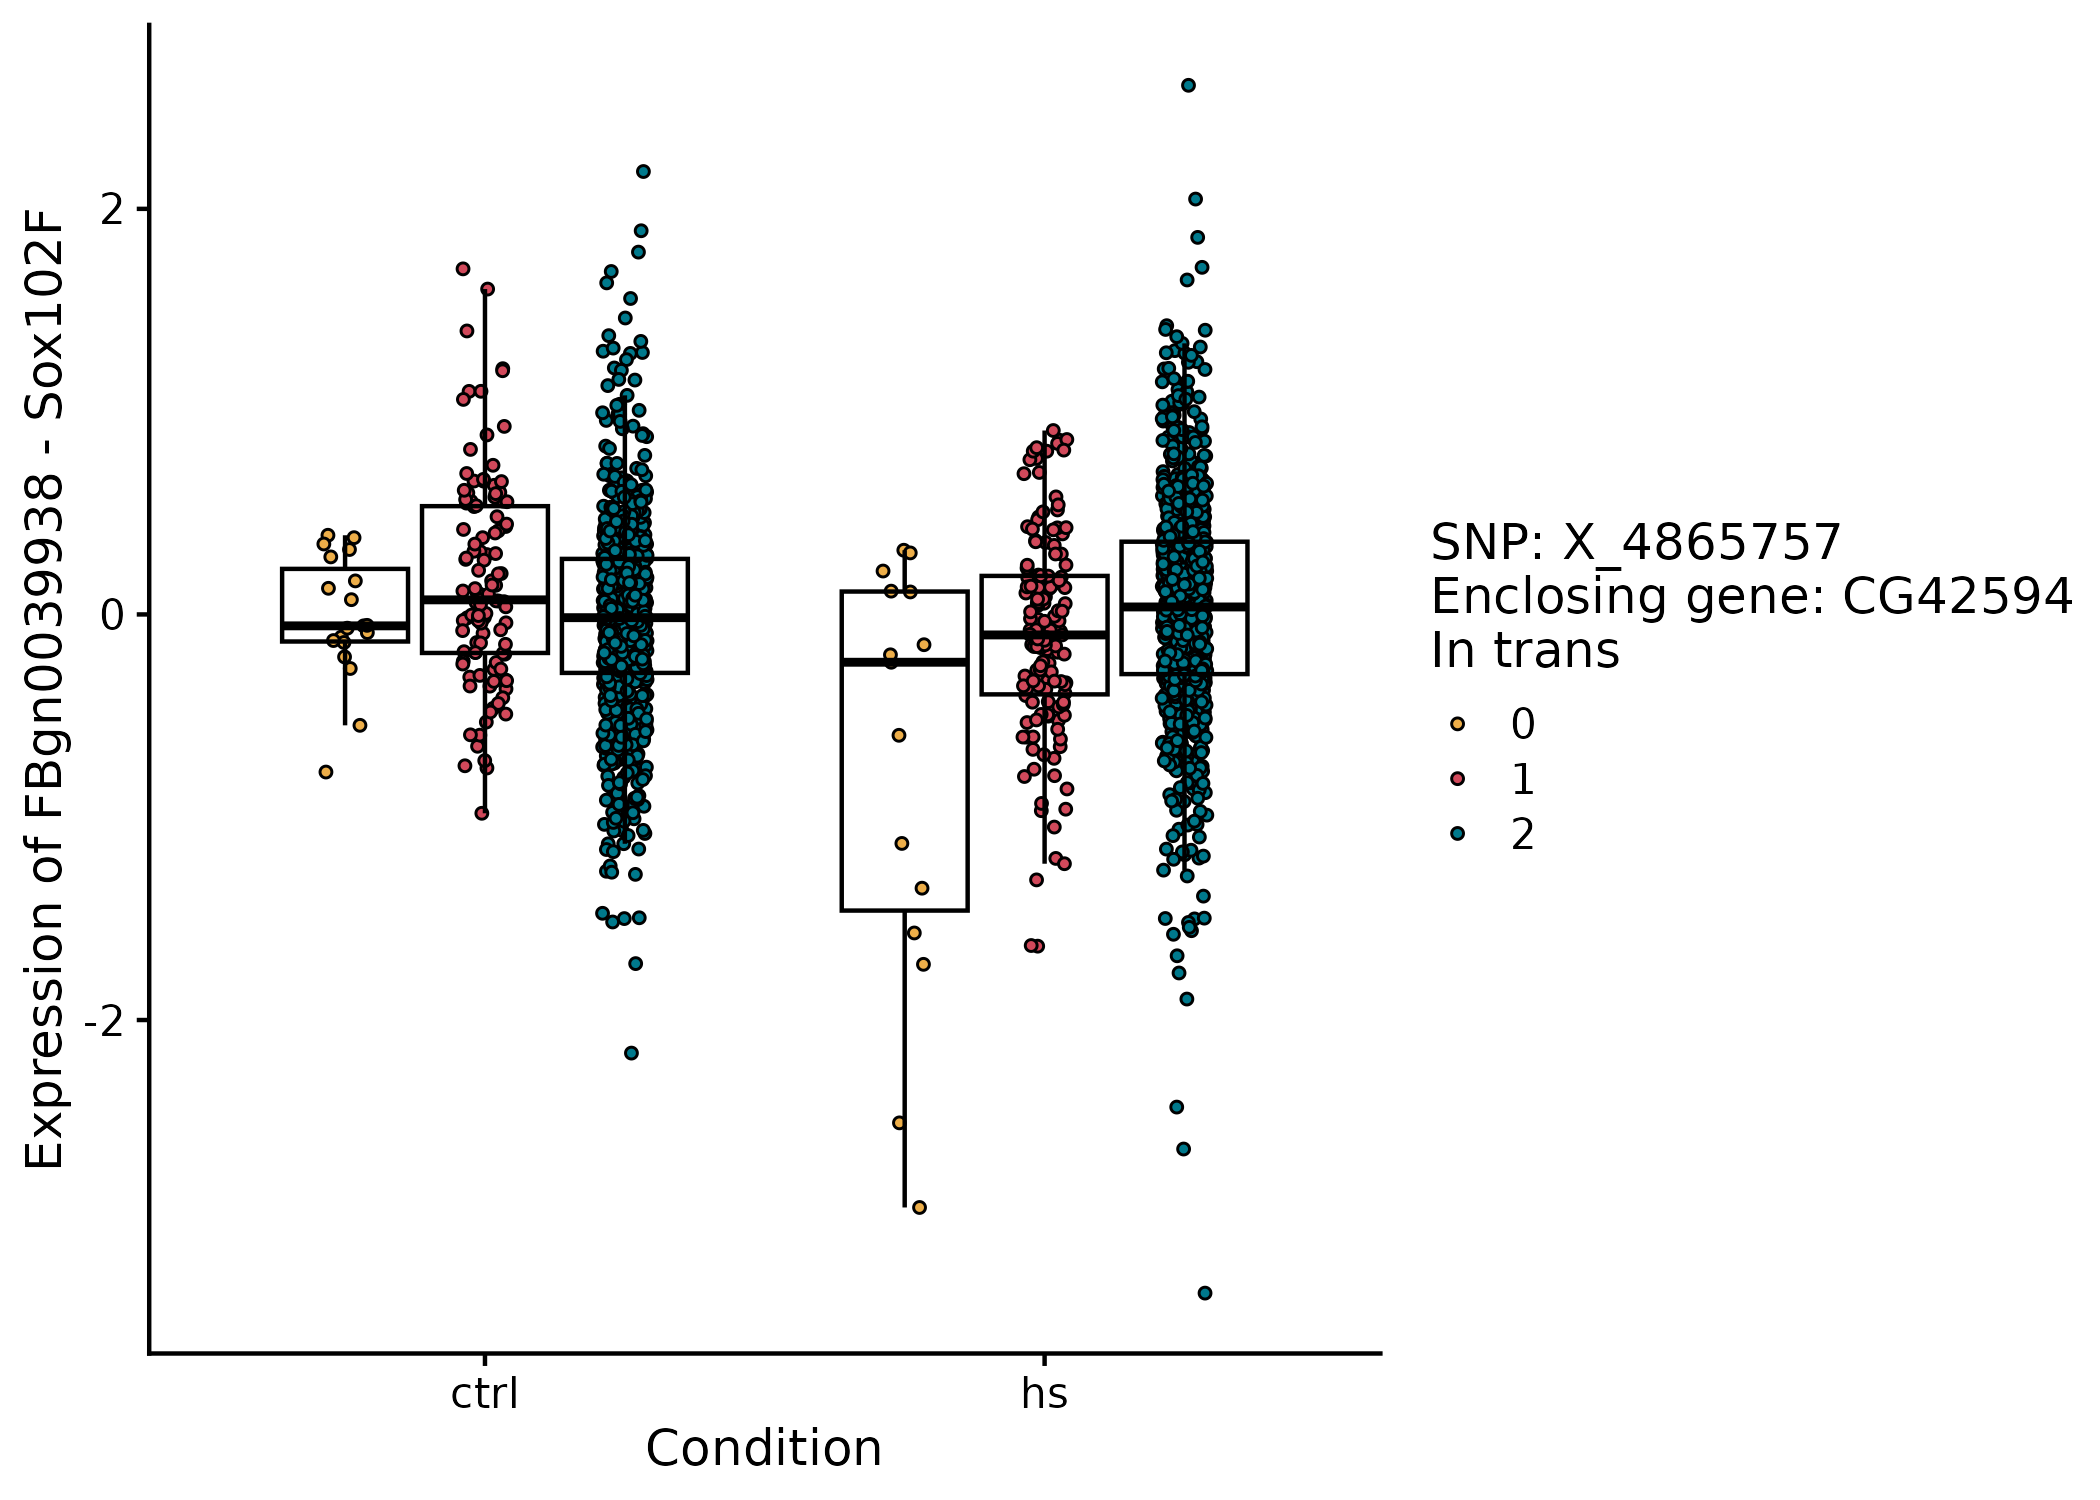 Expression of FBgn0039938 - Sox102F
2
0
-2
ctrl
hs
Condition
SNP: X_4865757
Enclosing gene: CG42594
In trans
0
1
2